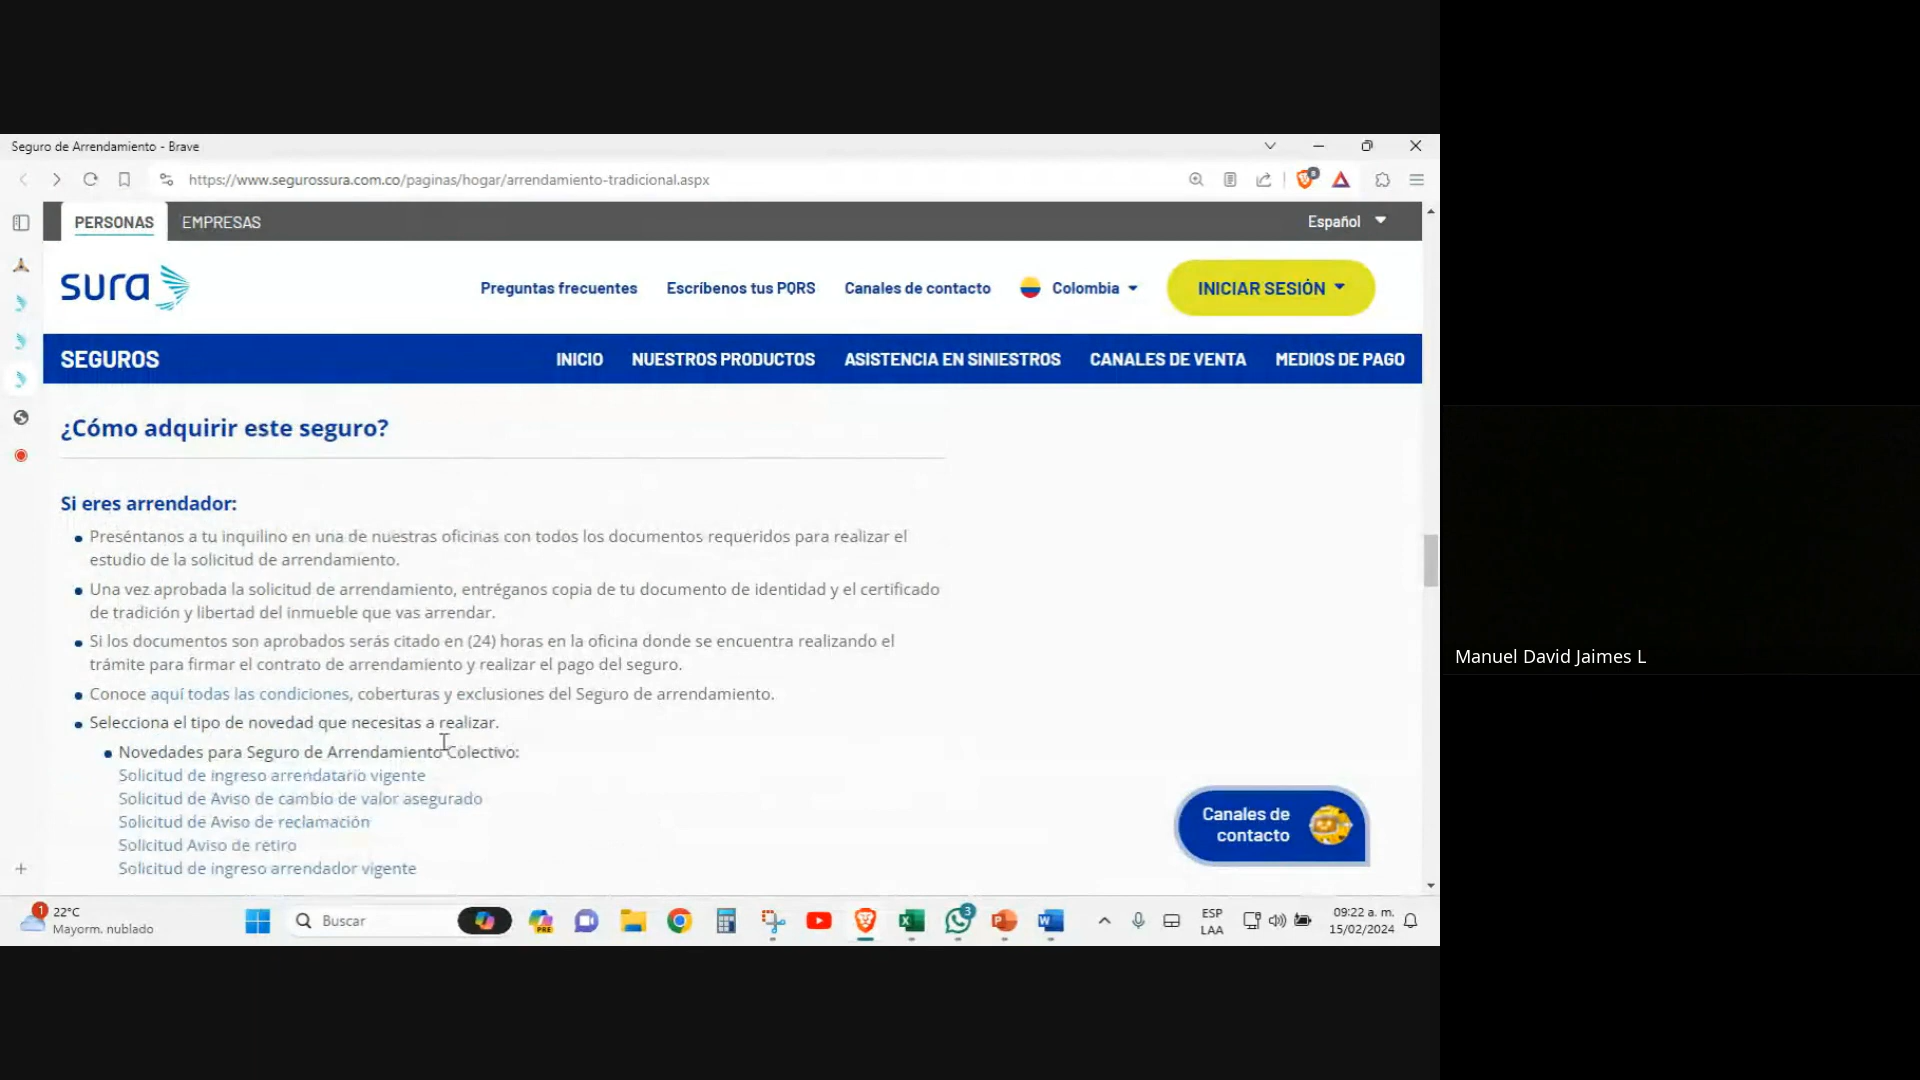 Seguro de Arrendamiento - Brave
https://www.segurossura.com.co/paginas/hogar/arrendamiento-tradicional.aspx
8
PERSONAS
EMPRESAS
Español
sura
Preguntas frecuentes
Escríbenos tus PQRS
Canales de contacto
Colombia
INICIAR SESIÓN
SEGUROS
INICIO
NUESTROS PRODUCTOS
ASISTENCIA EN SINIESTROS
CANALES DE VENTA
MEDIOS DE PAGO
¿Cómo adquirir este seguro?
Si eres arrendador:
Preséntanos a tu inquilino en una de nuestras oficinas con todos los documentos requeridos para realizar el
estudio de la solicitud de arrendamiento.
Una vez aprobada la solicitud de arrendamiento, entréganos copia de tu documento de identidad y el certificado
de tradición y libertad del inmueble que vas arrendar.
Si los documentos son aprobados serás citado en (24) horas en la oficina donde se encuentra realizando el
trámite para firmar el contrato de arrendamiento y realizar el pago del seguro.
Conoce aquí todas las condiciones, coberturas y exclusiones del Seguro de arrendamiento.
Selecciona el tipo de novedad que necesitas a realizar.
Novedades para Seguro de Arrendamiento Colectivo:
Solicitud de ingreso arrendatario vigente
Solicitud de Aviso de cambio de valor asegurado
Solicitud de Aviso de reclamación
Solicitud Aviso de retiro
Solicitud de ingreso arrendador vigente
Canales de
contacto
Manuel David Jaimes L
1
22°C
Mayorm. nublado
Buscar
PRE
3
ESP
LAA
09:22 a. m.
15/02/2024